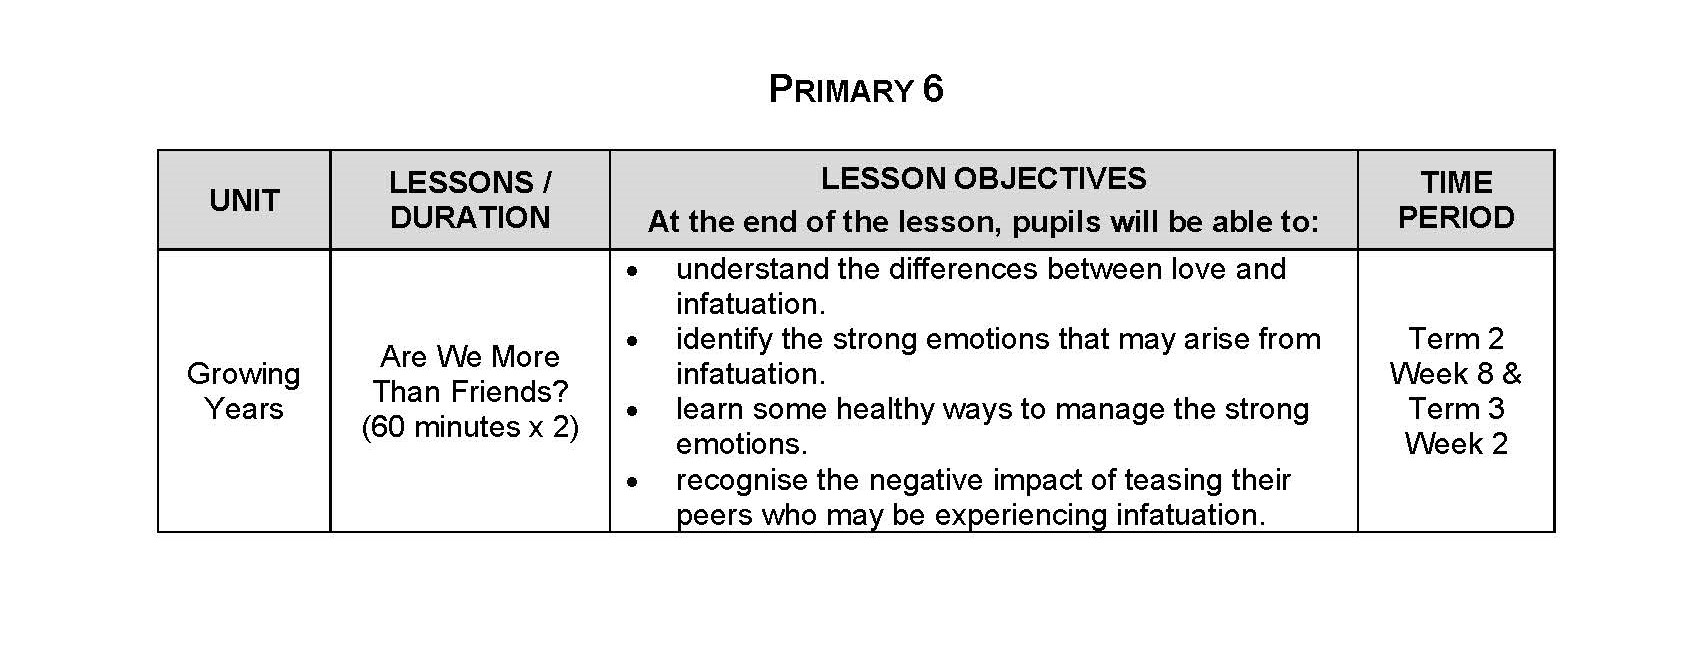 PRIMARY 6
UNIT
LESSONS /
DURATION
LESSON OBJECTIVES
At the end of the lesson, pupils will be able to:
TIME
PERIOD
Growing
Years
Are We More
Than Friends?
(60 minutes x 2)
• understand the differences between love and
infatuation.
• identify the strong emotions that may arise from
infatuation.
• learn some healthy ways to manage the strong
emotions.
• recognise the negative impact of teasing their
peers who may be experiencing infatuation.
Term 2
Week 8 &
Term 3
Week 2